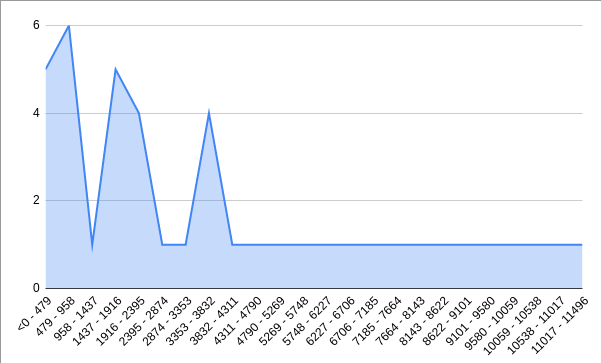 6
4
2
0
<0 - 479
479 - 958
958 - 1437
1437 - 1916
1916 - 2395
2395 - 2874
2874 - 3353
3353 - 3832
3832 - 4311
4311 - 4790
4790 - 5269
5269 - 5748
5748 - 6227
6227 - 6706
6706 - 7185
7185 - 7664
7664 - 8143
8143 - 8622
8622 - 9101
9101 - 9580
9580 - 10059
10059 - 10538
10538 - 11017
11017 - 11496